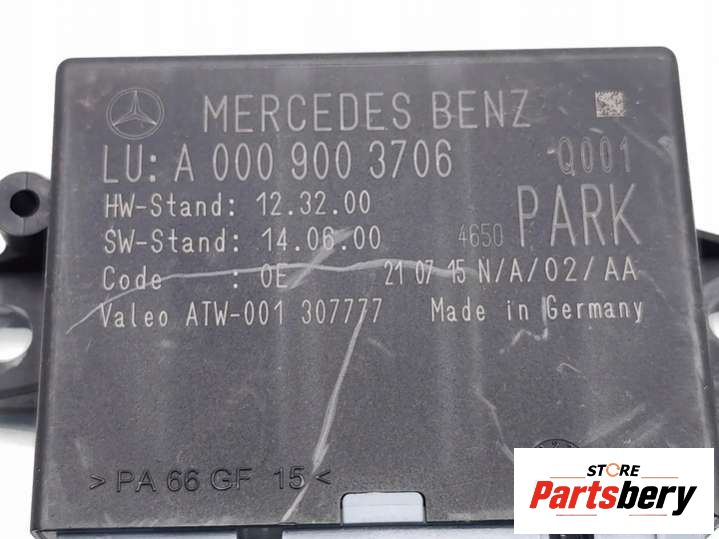 MERCEDES BENZ
LU: A 000 900 3706 Q001
HW-Stand: 12.32.00
SW-Stand: 14.06.00 4650 PARK
Code : 0E 21 07 15 N/A/02/AA
Valeo ATW-001 307777 Made in Germany
>PA 66 GF 15<
STORE
Partsbery